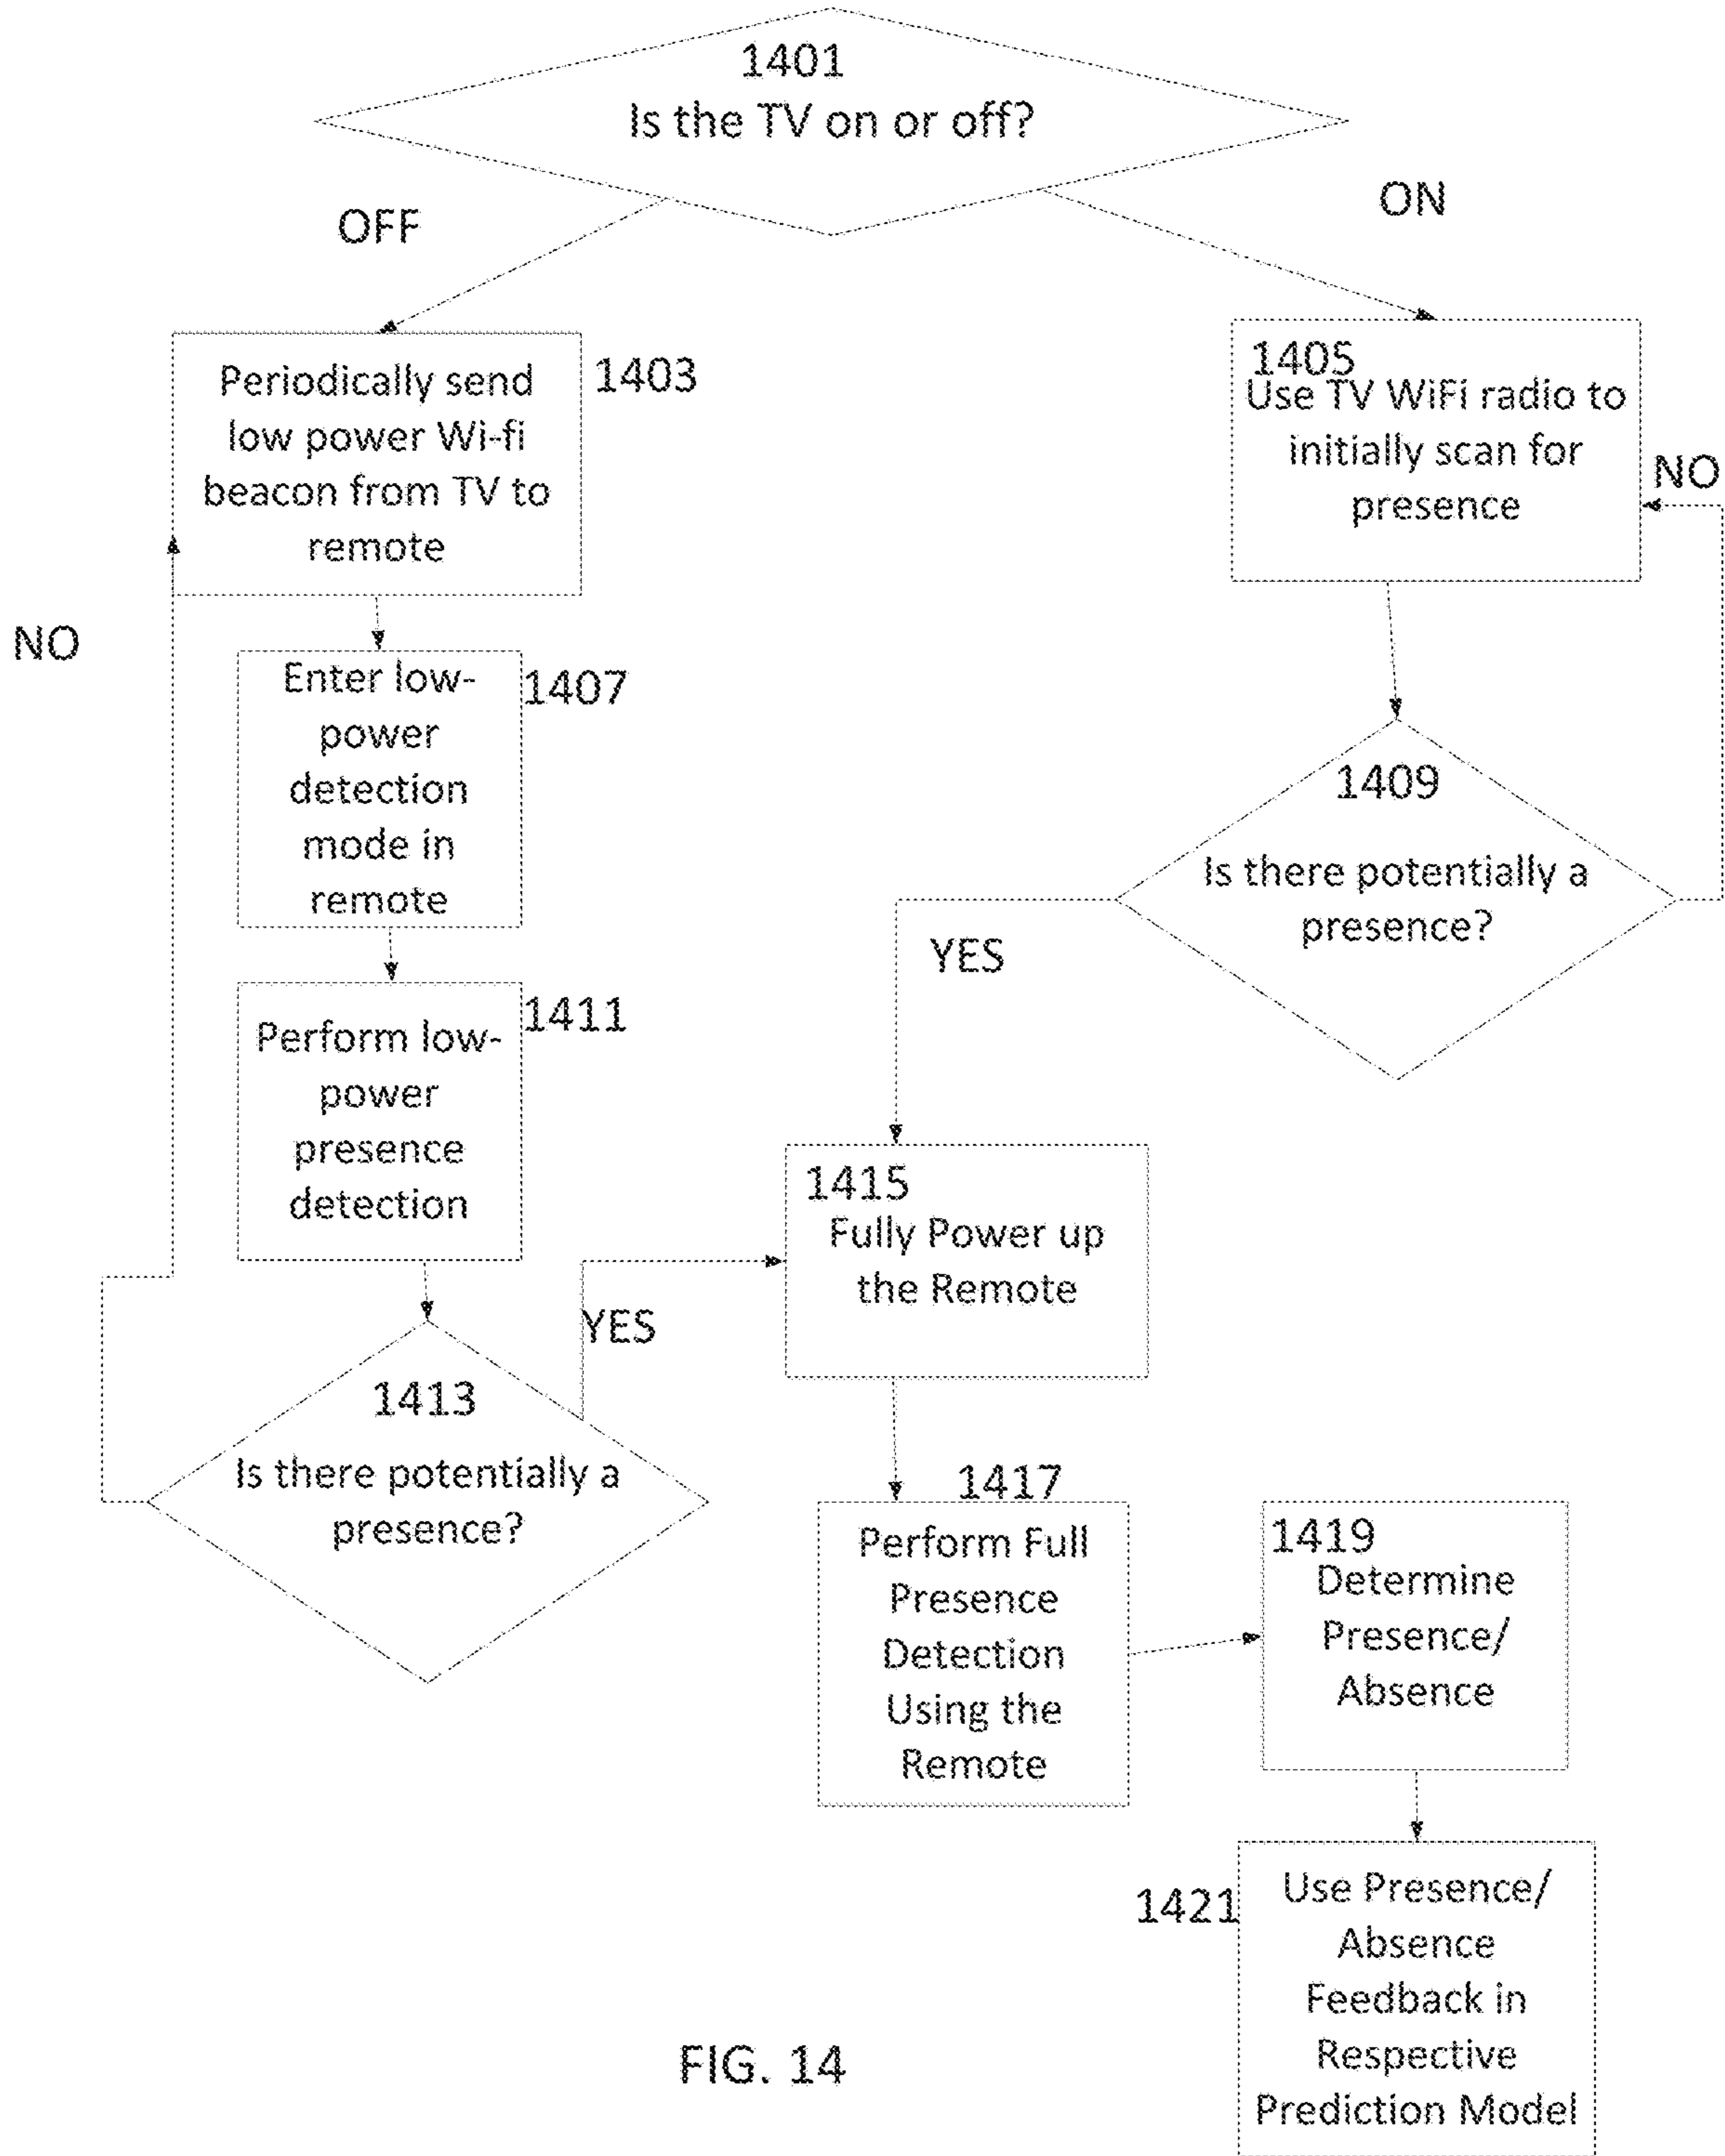 1401
Is the TV on or off?
OFF
ON
Periodically send
low power Wi-fi
beacon from TV to
remote
1403
1405
Use TV WiFi radio to
initially scan for
presence
NO
NO
Enter low-
power
detection
mode in
remote
1407
1409
Is there potentially a
presence?
YES
Perform low-
power
presence
detection
1411
1415
Fully Power up
the Remote
YES
1413
Is there potentially a
presence?
1417
Perform Full
Presence
Detection
Using the
Remote
1419
Determine
Presence/
Absence
1421
Use Presence/
Absence
Feedback in
Respective
Prediction Model
FIG. 14